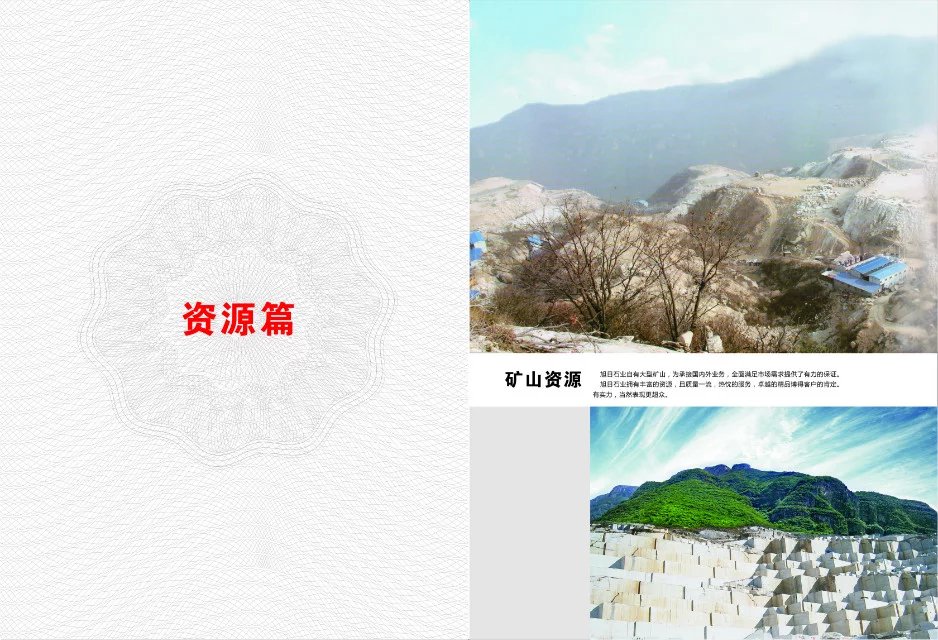 资源篇
矿山资源
旭日石业自有大型矿山，为承接国内外业务，全面满足市场需求提供了有力的保证。
旭日石业拥有丰富的资源，且质量一流，热忱的服务，卓越的精品博得客户的肯定。
有实力，当然表现更超众。